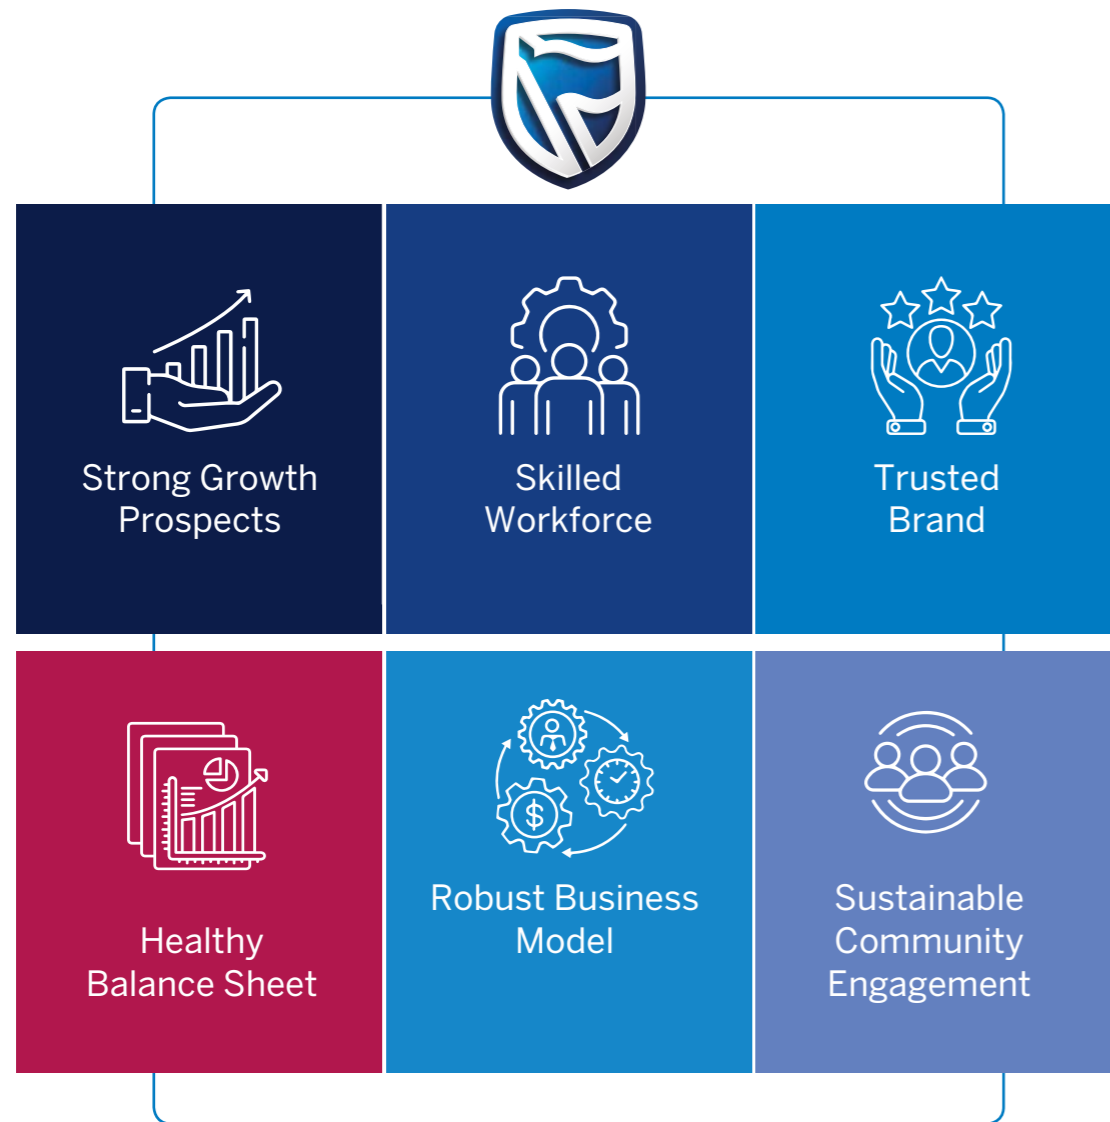 Strong Growth
Prospects
Skilled
Workforce
Trusted
Brand
Healthy
Balance Sheet
Robust Business
Model
Sustainable
Community
Engagement